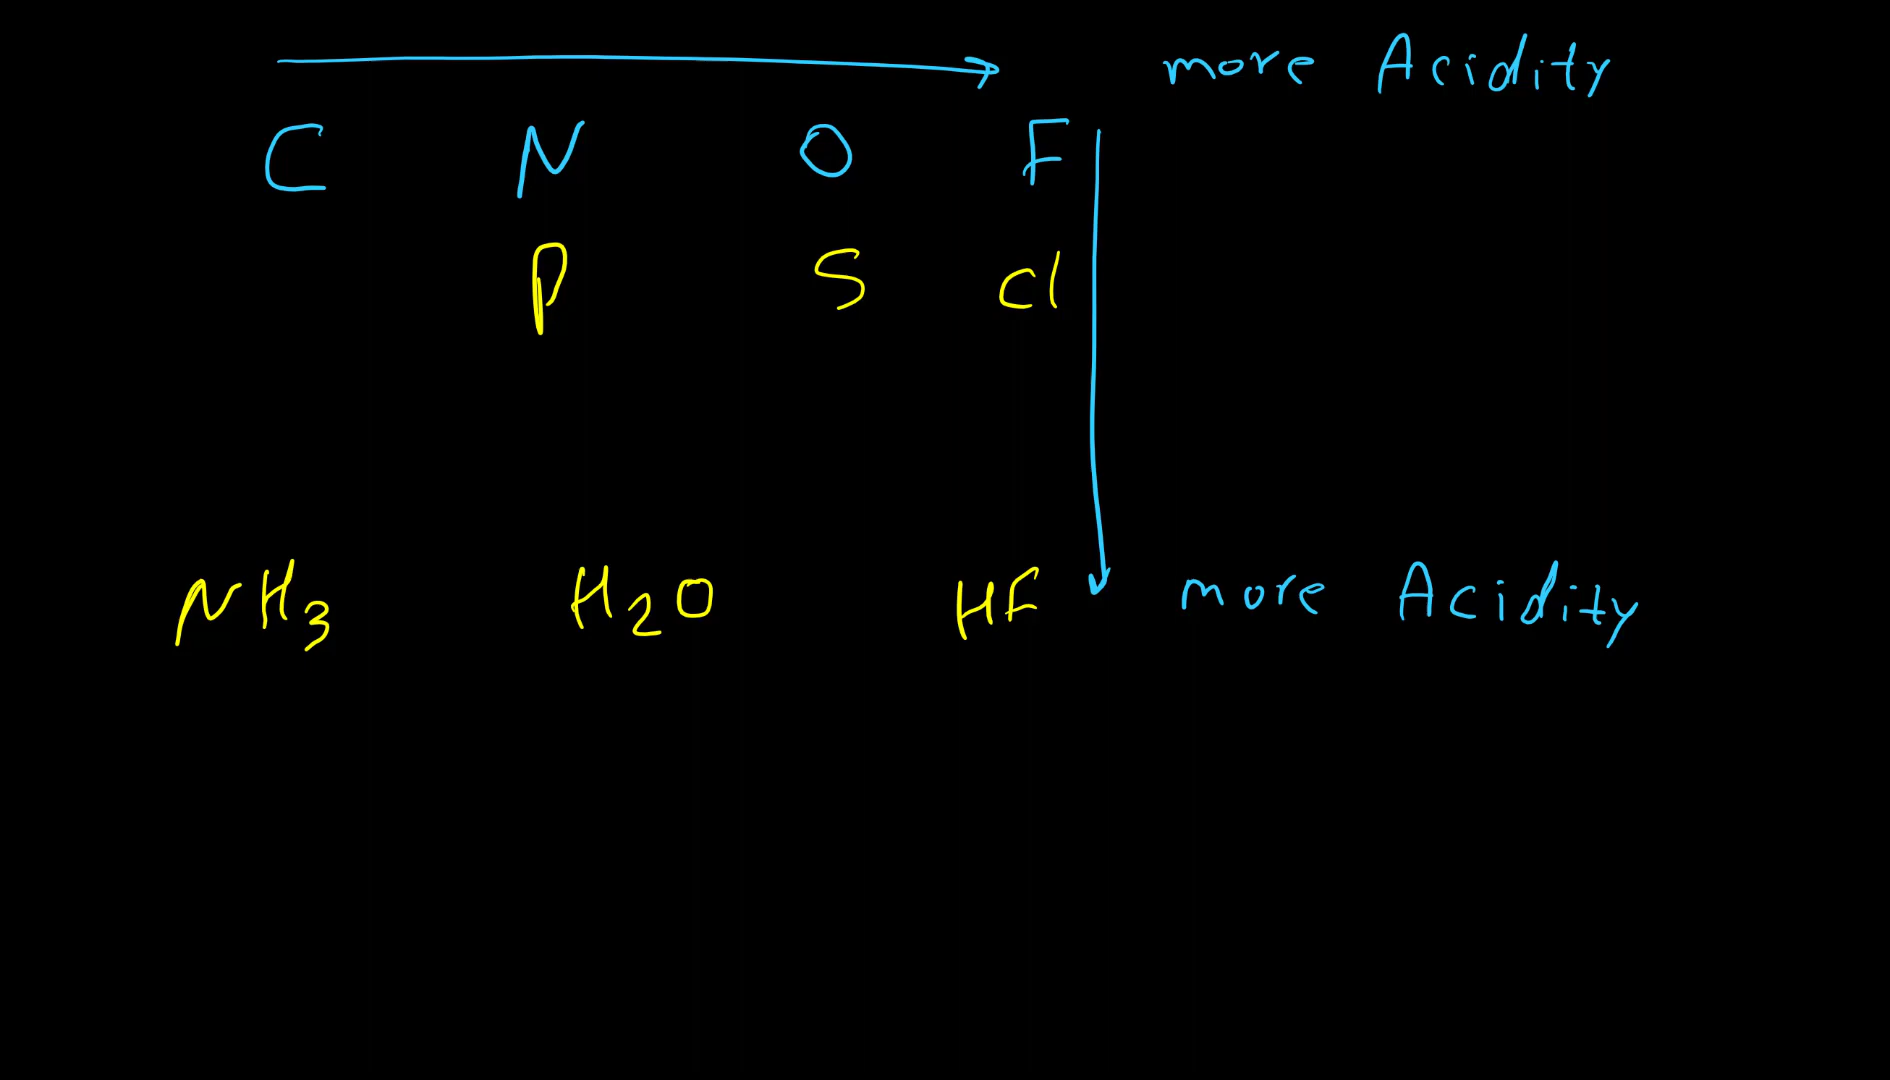 more Acidity
C N O F
P S Cl
NH3 H2O HF more Acidity